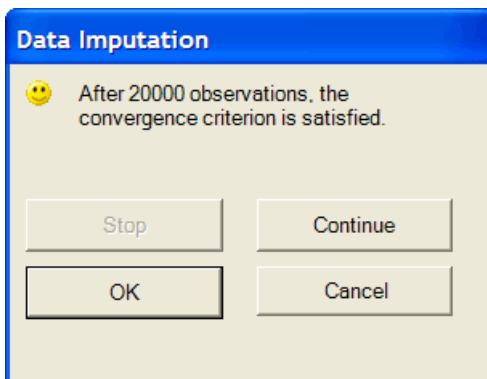 Data Imputation
After 20000 observations, the
convergence criterion is satisfied.
Stop
Continue
OK
Cancel